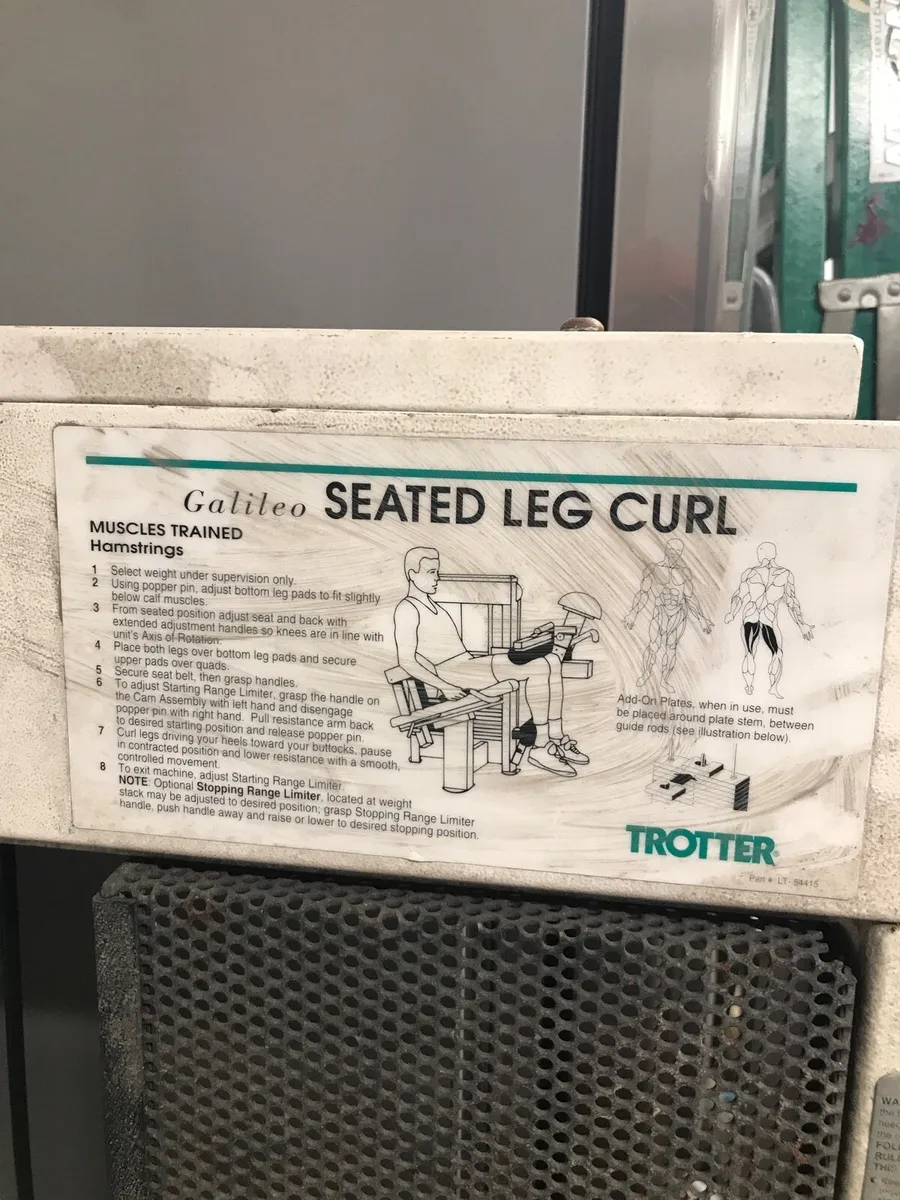 Galileo SEATED LEG CURL
MUSCLES TRAINED
Hamstrings
1 Select weight under supervision only.
2 Using popper pin, adjust bottom leg pads to fit slightly
below calf muscles.
3 From seated position adjust seat and back with
extended adjustment handles so knees are in line with
unit's Axis of Rotation.
4 Place both legs over bottom leg pads and secure
upper pads over quads.
5 Secure seat belt, then grasp handles.
6 To adjust Starting Range Limiter, grasp the handle on
the Cam Assembly with left hand and disengage
popper pin with right hand. Pull resistance arm back
to desired starting position and release popper pin.
7 Curl legs driving your heels toward your buttocks, pause
in contracted position and lower resistance with a smooth,
controlled movement.
8 To exit machine, adjust Starting Range Limiter.
NOTE: Optional Stopping Range Limiter, located at weight
stack may be adjusted to desired position; grasp Stopping Range Limiter
handle, push handle away and raise or lower to desired stopping position.
Add-On Plates, when in use, must
be placed around plate stem, between
guide rods (see illustration below).
TROTTER
Part # LT- 54415
WA
the
THIS